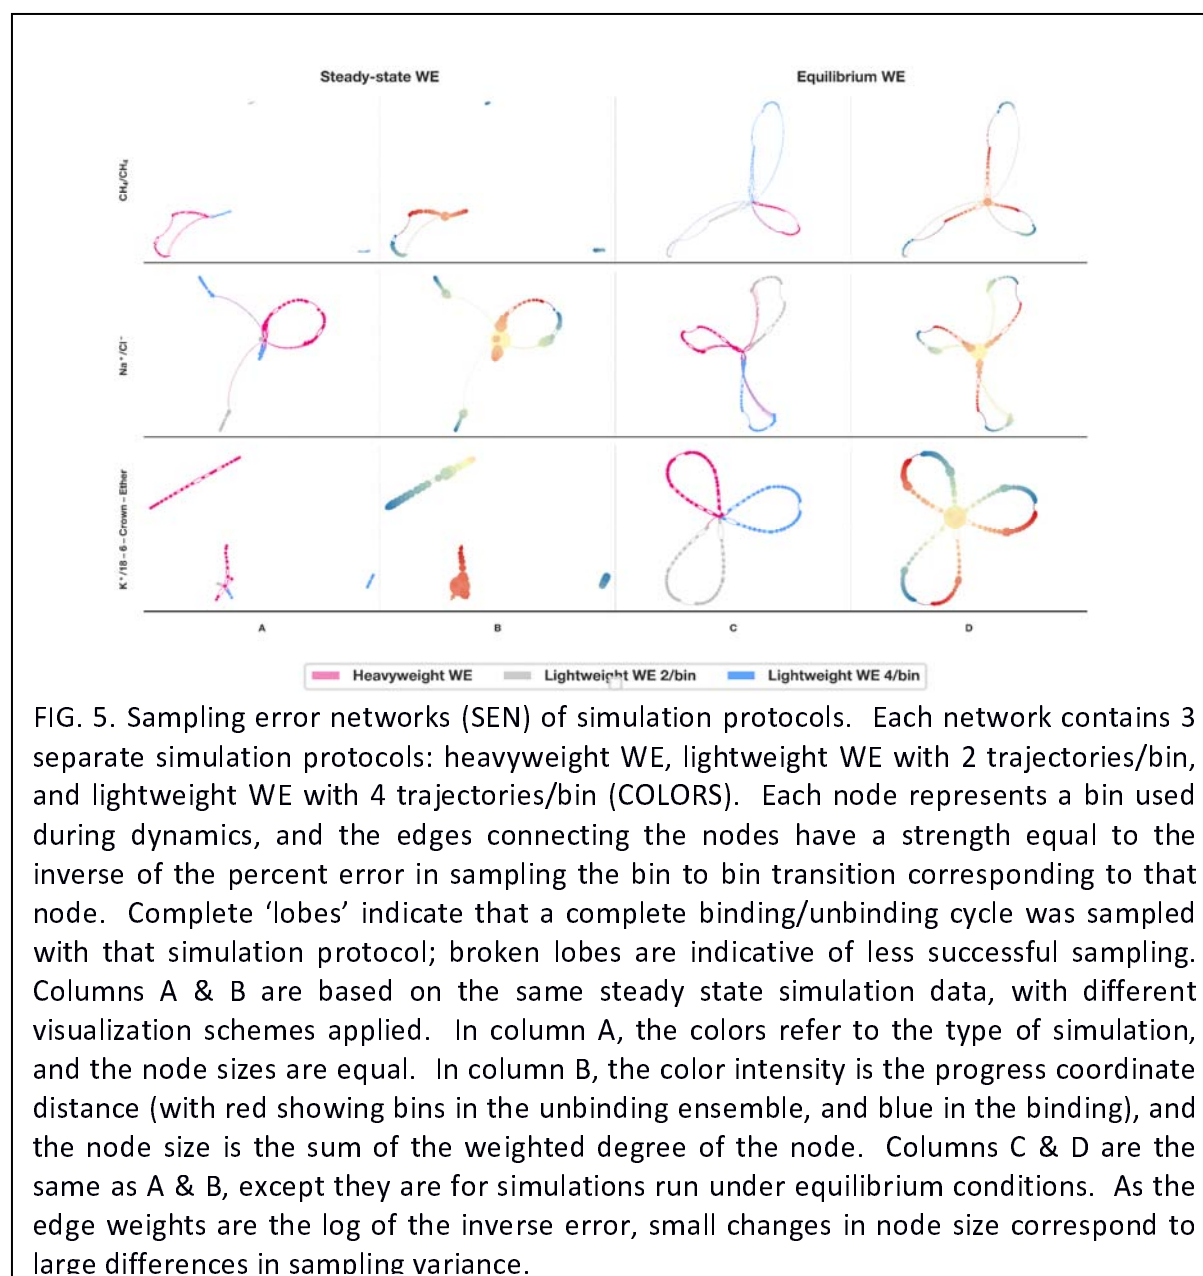 Steady-state WE
Equilibrium WE
CH₄/CH₄
Na⁺/Cl⁻
K⁺/18-6-Crown-Ether
A
B
C
D
Heavyweight WE
Lightweight WE 2/bin
Lightweight WE 4/bin
FIG. 5. Sampling error networks (SEN) of simulation protocols. Each network contains 3
separate simulation protocols: heavyweight WE, lightweight WE with 2 trajectories/bin,
and lightweight WE with 4 trajectories/bin (COLORS). Each node represents a bin used
during dynamics, and the edges connecting the nodes have a strength equal to the
inverse of the percent error in sampling the bin to bin transition corresponding to that
node. Complete ‘lobes’ indicate that a complete binding/unbinding cycle was sampled
with that simulation protocol; broken lobes are indicative of less successful sampling.
Columns A & B are based on the same steady state simulation data, with different
visualization schemes applied. In column A, the colors refer to the type of simulation,
and the node sizes are equal. In column B, the color intensity is the progress coordinate
distance (with red showing bins in the unbinding ensemble, and blue in the binding), and
the node size is the sum of the weighted degree of the node. Columns C & D are the
same as A & B, except they are for simulations run under equilibrium conditions. As the
edge weights are the log of the inverse error, small changes in node size correspond to
large differences in sampling variance.